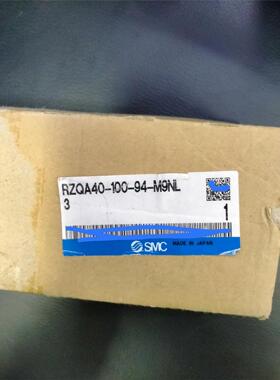 RZQA40-100-94-M9NL
3
1
SMC MADE IN JAPAN